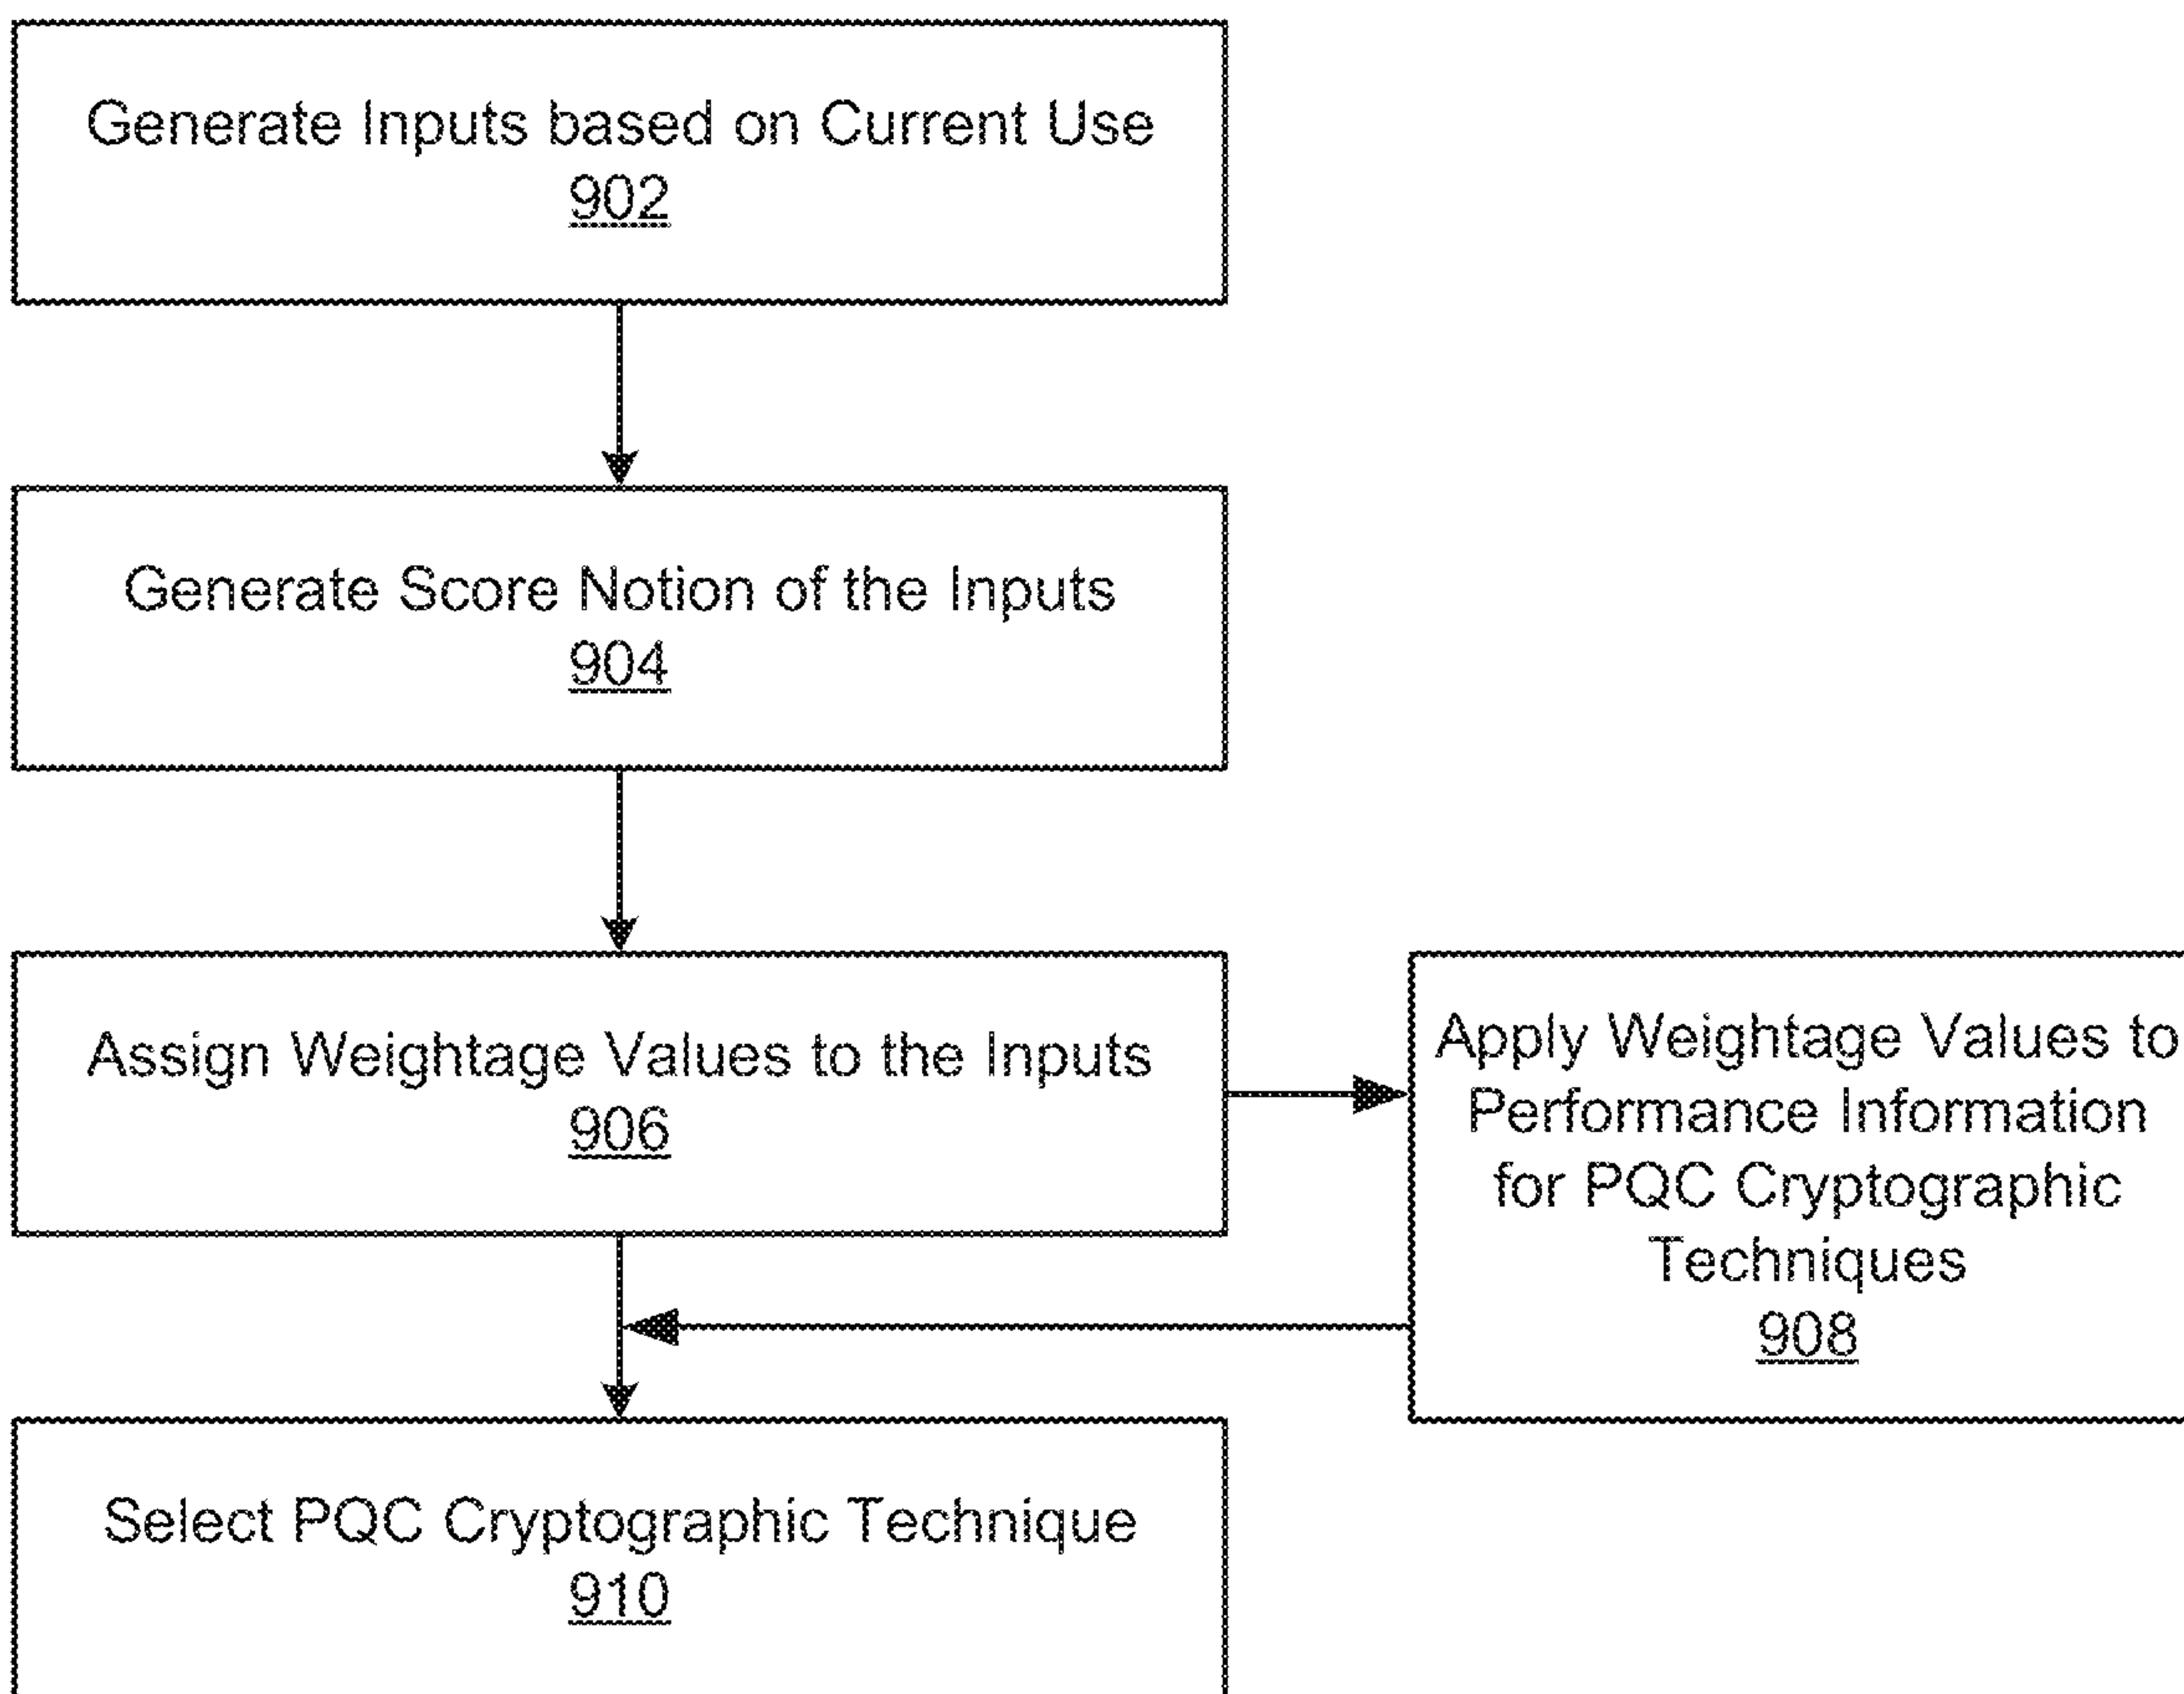 Generate Inputs based on Current Use
902
Generate Score Notion of the Inputs
904
Assign Weightage Values to the Inputs
906
Apply Weightage Values to
Performance Information
for PQC Cryptographic
Techniques
908
Select PQC Cryptographic Technique
910